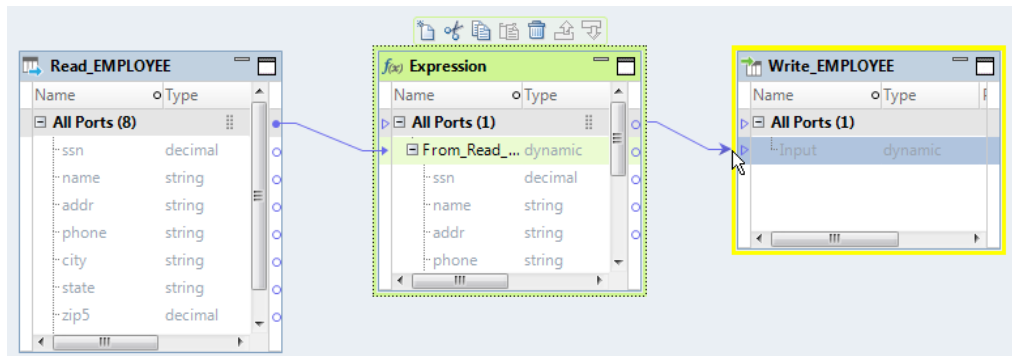 Read_EMPLOYEE
Name Type
All Ports (8)
ssn decimal
name string
addr string
phone string
city string
state string
zip5 decimal
f(x) Expression
Name Type
All Ports (1)
From_Read_... dynamic
ssn decimal
name string
addr string
phone string
Write_EMPLOYEE
Name Type
All Ports (1)
Input dynamic